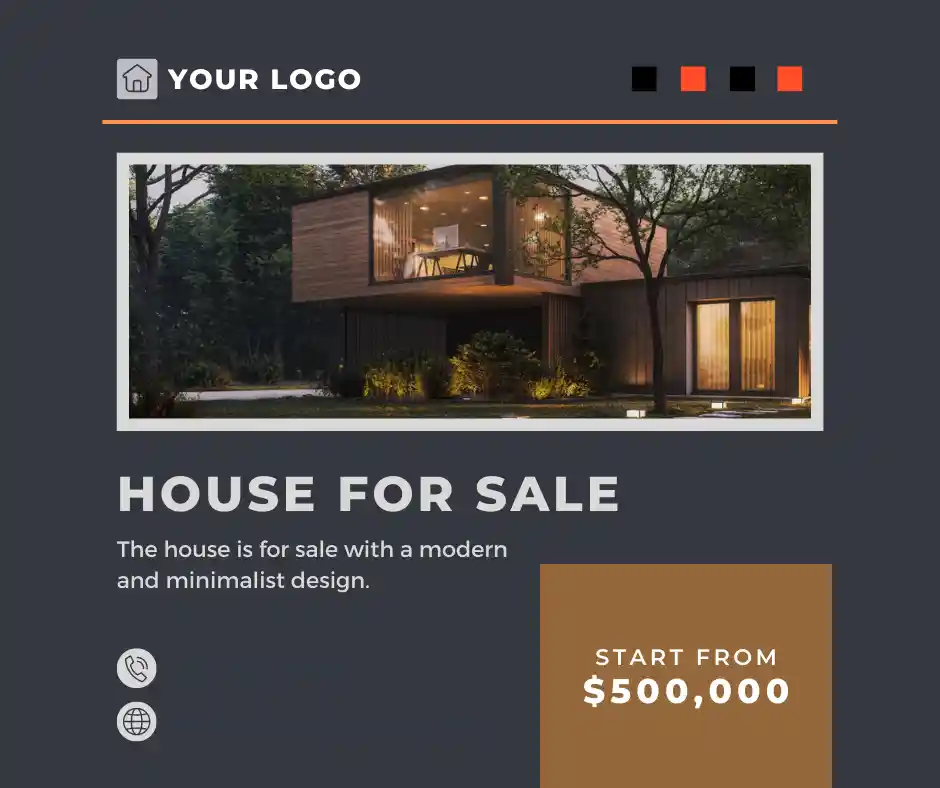 YOUR LOGO
HOUSE FOR SALE
The house is for sale with a modern
and minimalist design.
START FROM
$500,000